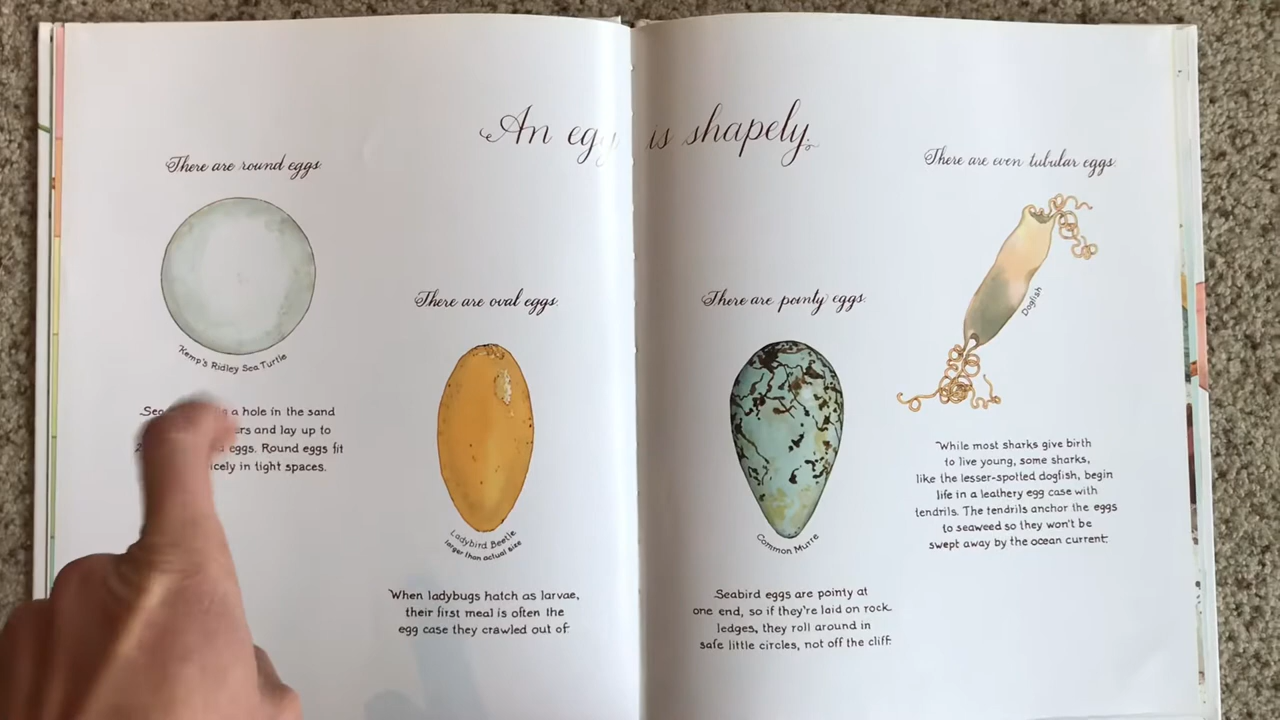 An egg is shapely.
There are round eggs.
Kemp's Ridley Sea Turtle
a hole in the sand
and lay up to
eggs. Round eggs fit
nicely in tight spaces.
There are oval eggs.
Ladybird Beetle
larger than actual size
When ladybugs hatch as larvae,
their first meal is often the
egg case they crawled out of.
There are pointy eggs.
Common Murre
Seabird eggs are pointy at
one end, so if they're laid on rock
ledges, they roll around in
safe little circles, not off the cliff.
There are even tubular eggs.
Dogfish
While most sharks give birth
to live young, some sharks,
like the lesser-spotted dogfish, begin
life in a leathery egg case with
tendrils. The tendrils anchor the eggs
to seaweed so they won't be
swept away by the ocean current.